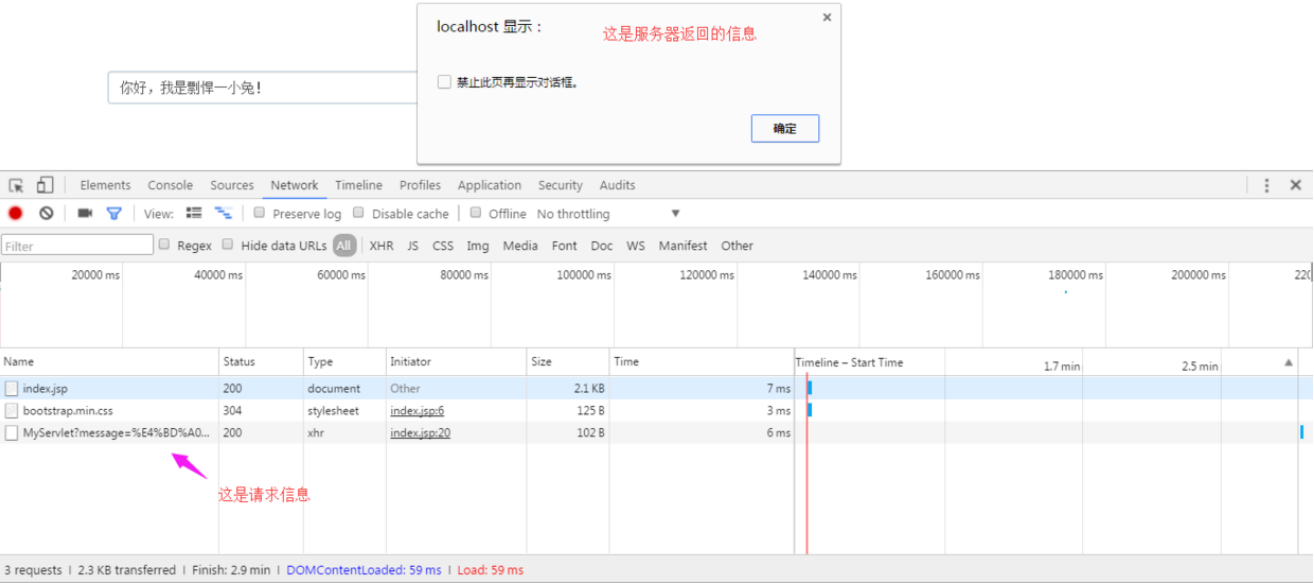 localhost 显示：
这是服务器返回的信息
×
禁止此页再显示对话框。
确定
你好，我是剽悍一小兔！
Elements Console Sources Network Timeline Profiles Application Security Audits
View: Preserve log Disable cache Offline No throttling
Filter Regex Hide data URLs All XHR JS CSS Img Media Font Doc WS Manifest Other
20000 ms 40000 ms 60000 ms 80000 ms 100000 ms 120000 ms 140000 ms 160000 ms 180000 ms 200000 ms 220
Name Status Type Initiator Size Time Timeline – Start Time 1.7 min 2.5 min
index.jsp 200 document Other 2.1 KB 7 ms
bootstrap.min.css 304 stylesheet index.jsp:6 125 B 3 ms
MyServlet?message=%E4%BD%A0... 200 xhr index.jsp:20 102 B 6 ms
这是请求信息
3 requests | 2.3 KB transferred | Finish: 2.9 min | DOMContentLoaded: 59 ms | Load: 59 ms